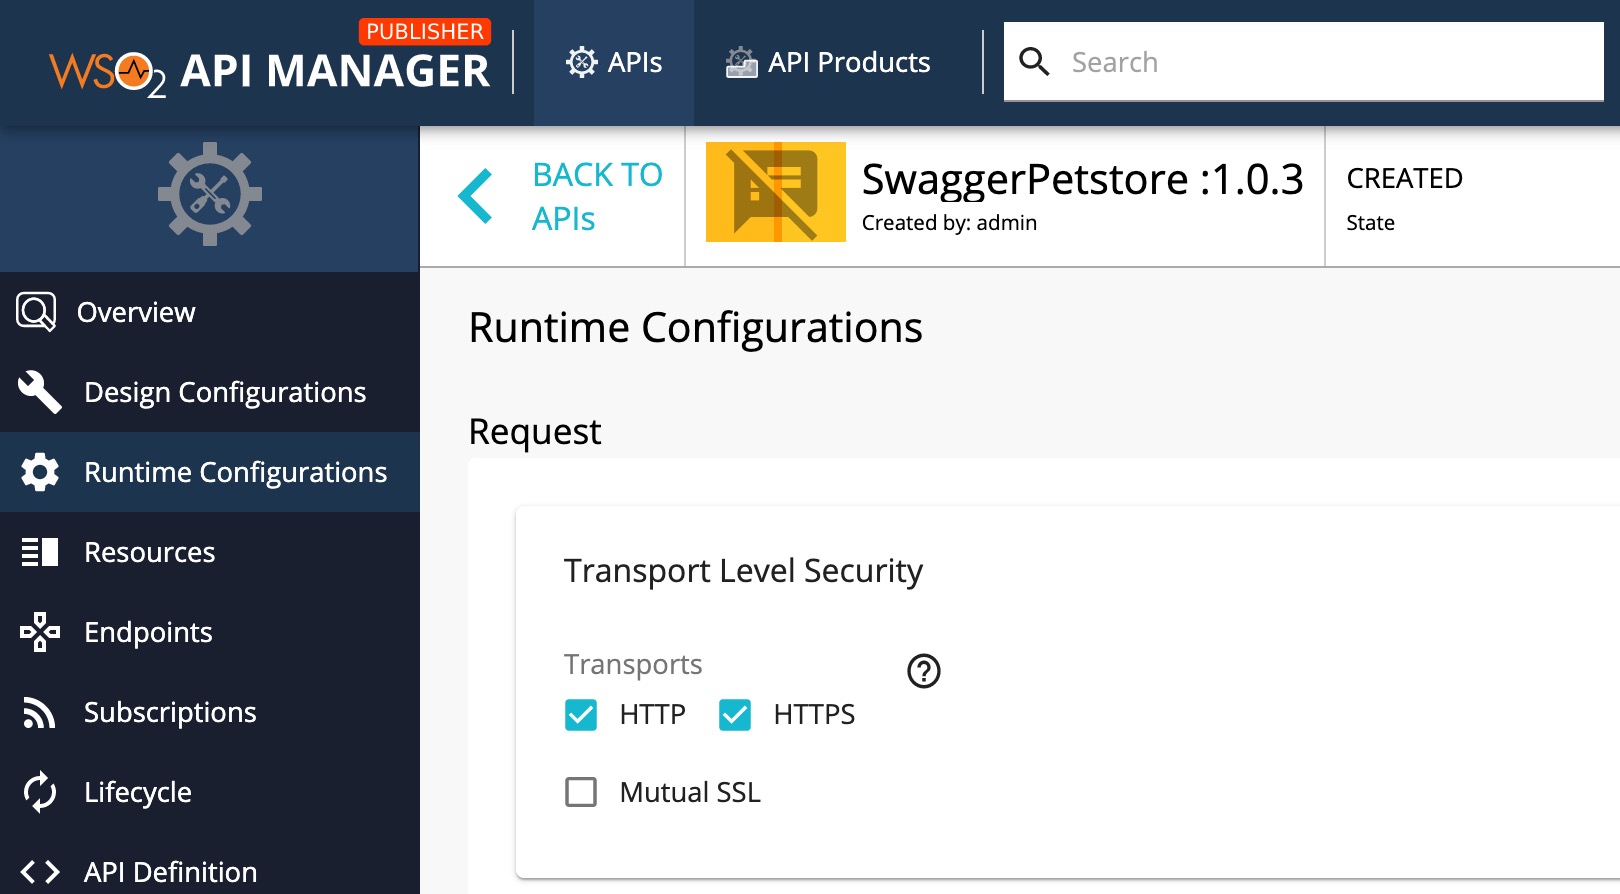 PUBLISHER
WSO2 API MANAGER
APIs
API Products
Search
BACK TO
APIs
SwaggerPetstore :1.0.3
Created by: admin
CREATED
State
Overview
Design Configurations
Runtime Configurations
Resources
Endpoints
Subscriptions
Lifecycle
API Definition
Runtime Configurations
Request
Transport Level Security
Transports
HTTP
HTTPS
Mutual SSL